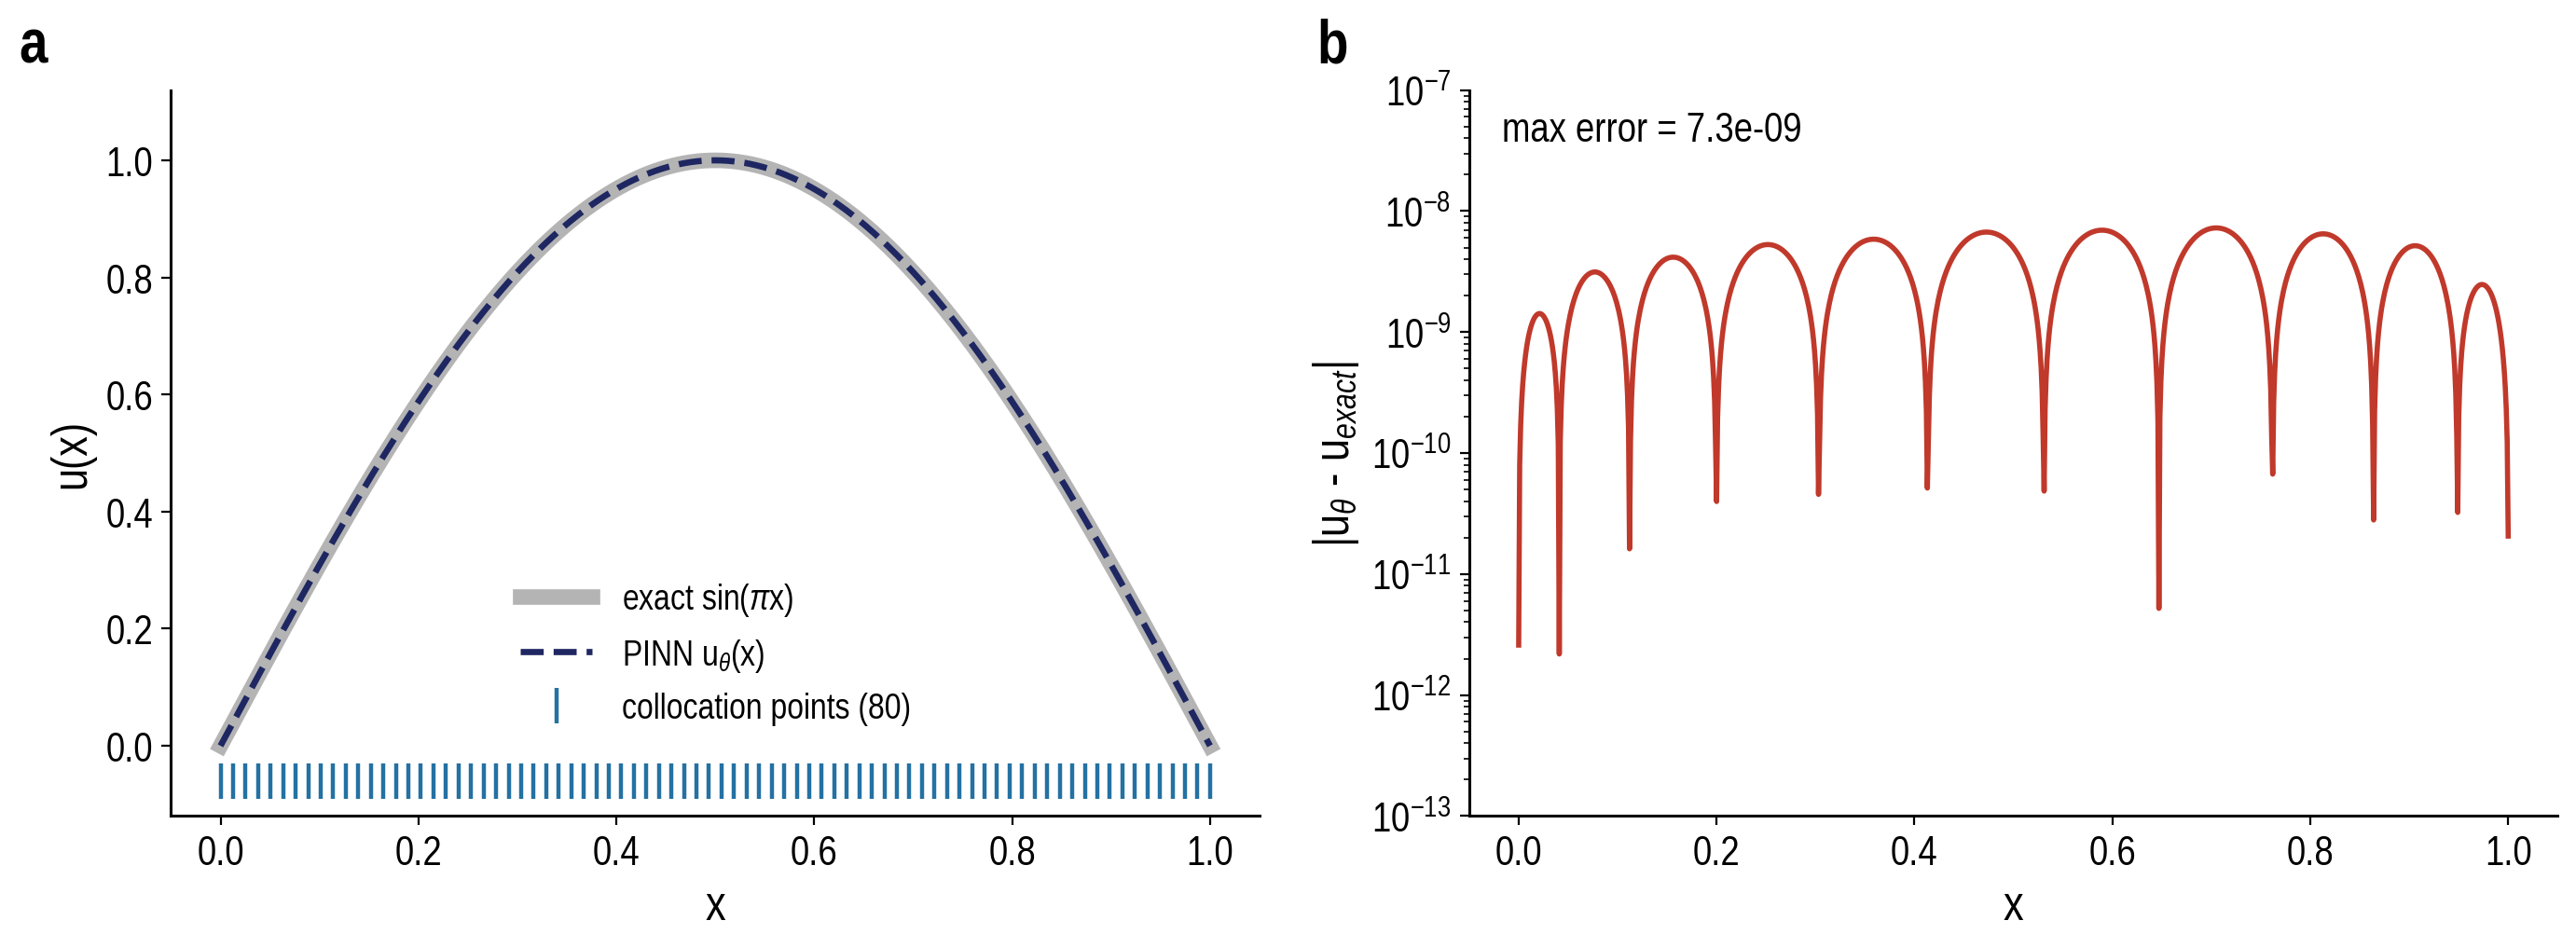 a
1.0
0.8
0.6
0.4
0.2
0.0
u(x)
exact sin(πx)
PINN u_θ(x)
collocation points (80)
0.0 0.2 0.4 0.6 0.8 1.0
x
b
10⁻⁷
10⁻⁸
10⁻⁹
10⁻¹⁰
10⁻¹¹
10⁻¹²
10⁻¹³
|u_θ - u_exact|
max error = 7.3e-09
0.0 0.2 0.4 0.6 0.8 1.0
x